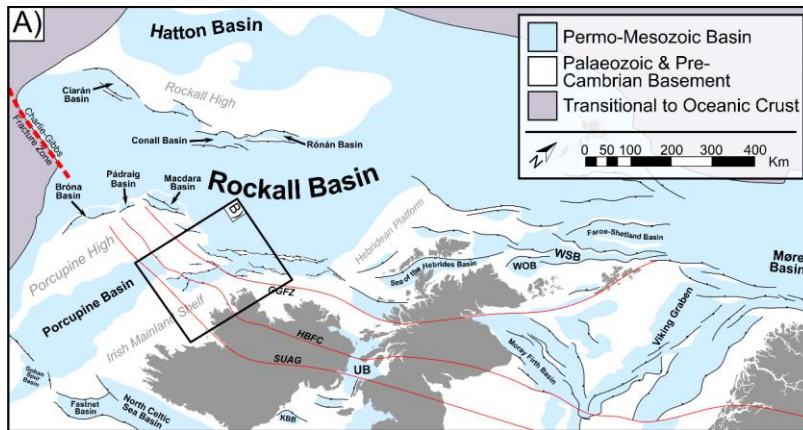 A)
Hatton Basin
Ciarán
Basin
Rockall High
Charlie-Gibbs
Fracture Zone
Conall Basin
Rónán Basin
Pádraig
Basin
Macdara
Basin
Bróna
Basin
Rockall Basin
B
Porcupine High
Porcupine Basin
Irish Mainland Shelf
Hebridean Platform
Sea of the Hebrides Basin
Faroe-Shetland Basin
WSB
WOB
Møre
Basin
GGFZ
HBFC
SUAG
UB
Moray Firth Basin
Viking Graben
Goban
Spur
Basin
Fastnet
Basin
North Celtic
Sea Basin
KBB
Permo-Mesozoic Basin
Palaeozoic & Pre-
Cambrian Basement
Transitional to Oceanic Crust
N
0 50 100 200 300 400
Km